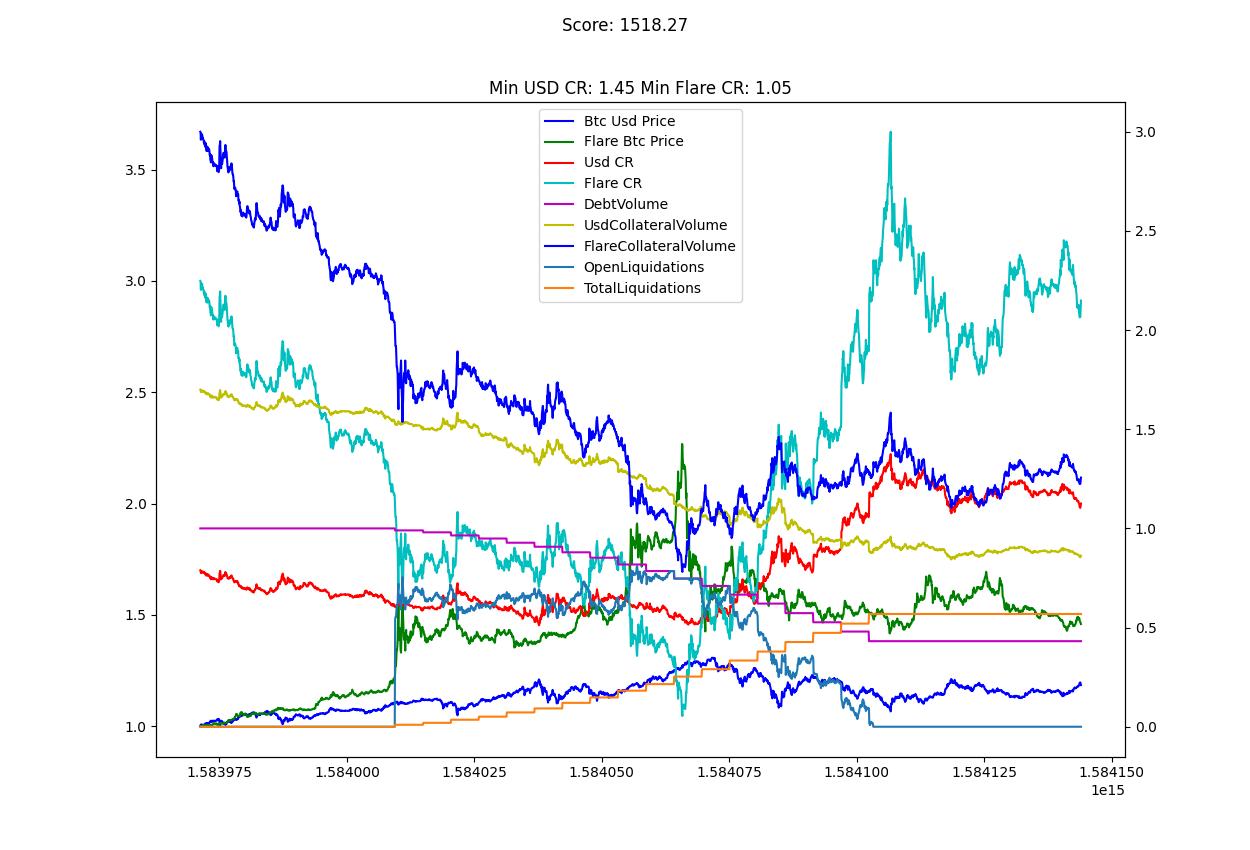 Score: 1518.27
Min USD CR: 1.45 Min Flare CR: 1.05
Btc Usd Price
Flare Btc Price
Usd CR
Flare CR
DebtVolume
UsdCollateralVolume
FlareCollateralVolume
OpenLiquidations
TotalLiquidations
3.5
3.0
2.5
2.0
1.5
1.0
3.0
2.5
2.0
1.5
1.0
0.5
0.0
1.583975 1.584000 1.584025 1.584050 1.584075 1.584100 1.584125 1.584150
1e15